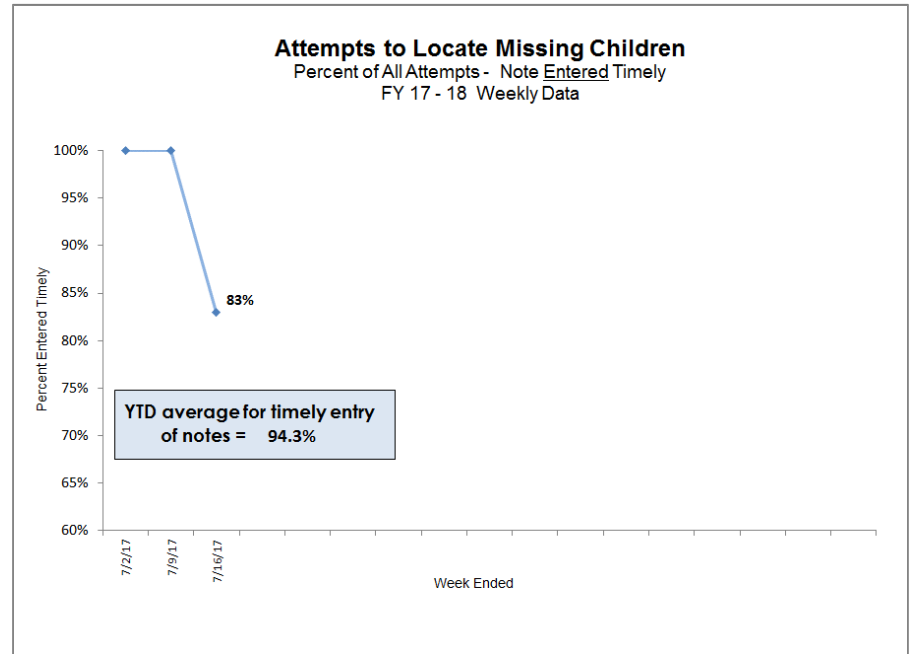 Attempts to Locate Missing Children
Percent of All Attempts - Note Entered Timely
FY 17 - 18 Weekly Data
Percent Entered Timely
100%
95%
90%
85%
80%
75%
70%
65%
60%
83%
YTD average for timely entry
of notes = 94.3%
7/2/17
7/9/17
7/16/17
Week Ended